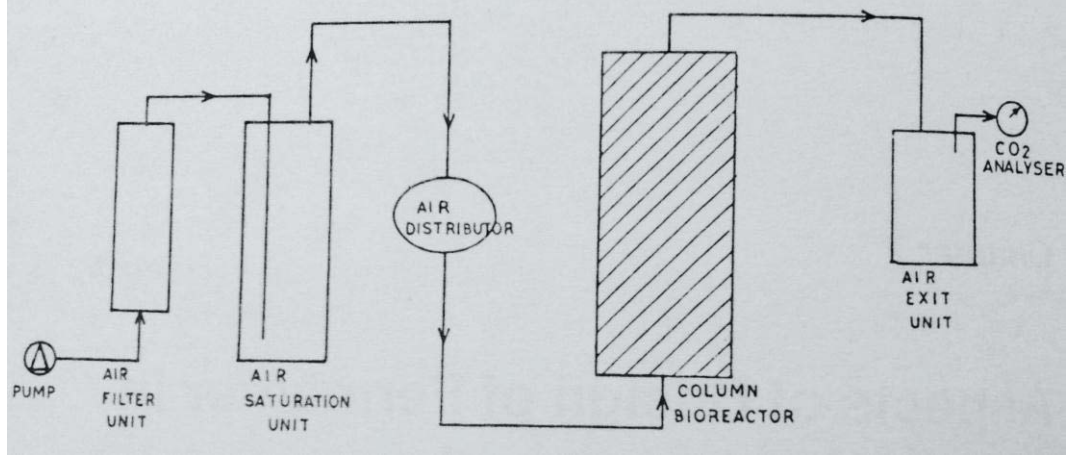 PUMP
AIR
FILTER
UNIT
AIR
SATURATION
UNIT
AIR
DISTRIBUTOR
COLUMN
BIOREACTOR
AIR
EXIT
UNIT
CO2
ANALYSER